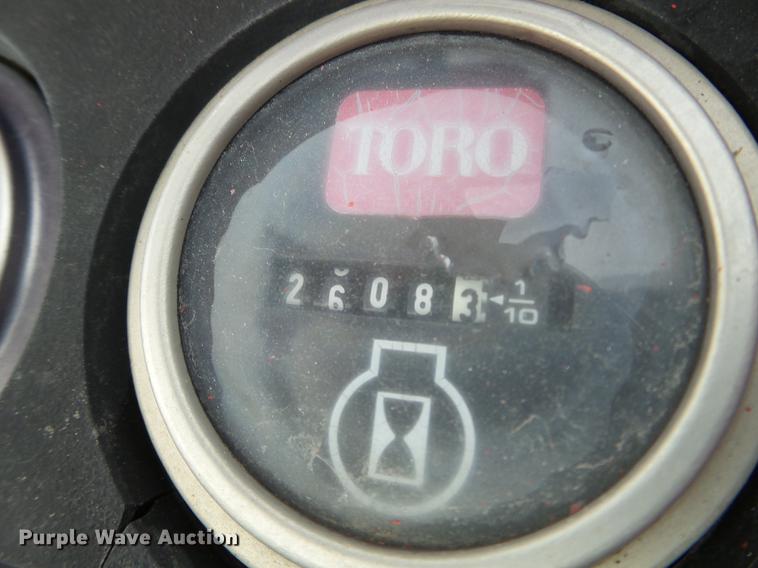 TORO
26083 1/10
Purple Wave Auction